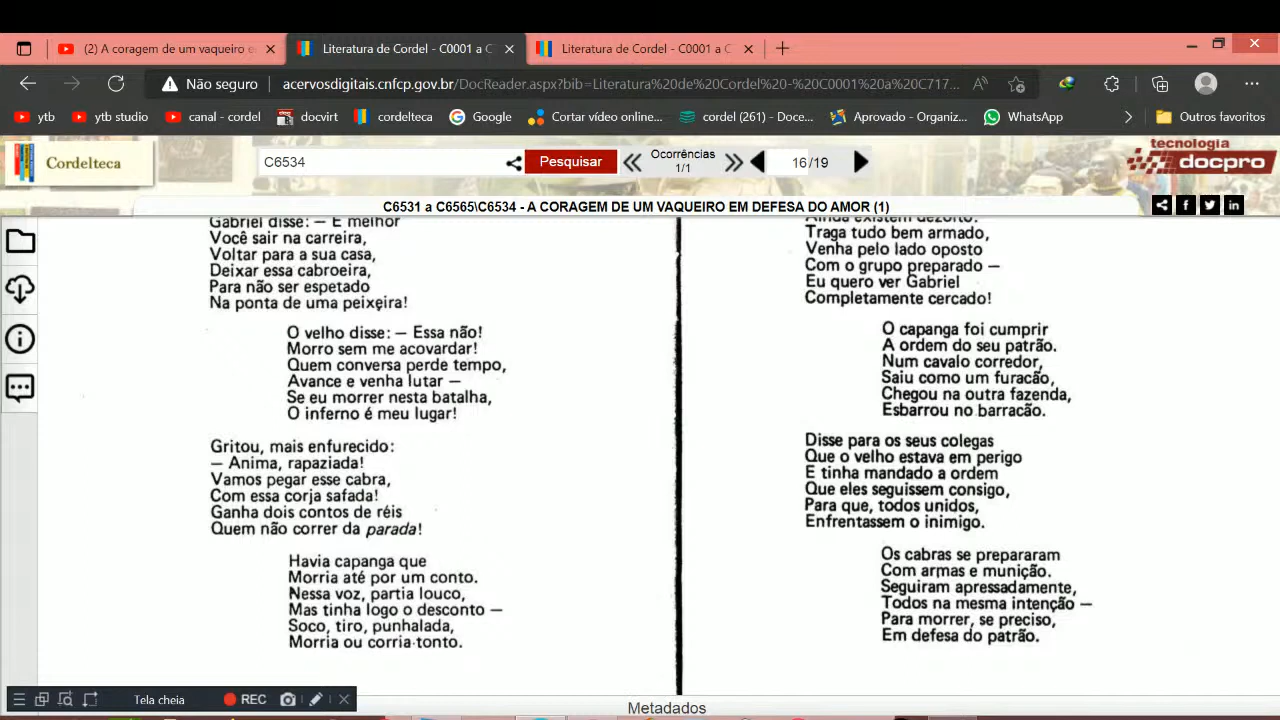 (2) A coragem de um vaqueiro e
Literatura de Cordel - C0001 a C
Literatura de Cordel - C0001 a C
Não seguro
acervosdigitais.cnfcp.gov.br/DocReader.aspx?bib=Literatura%20de%20Cordel%20-%20C0001%20a%20C717...
ytb
ytb studio
canal - cordel
docvirt
cordelteca
Google
Cortar vídeo online...
cordel (261) - Doce...
Aprovado - Organiz...
WhatsApp
Outros favoritos
Cordelteca
C6534
Pesquisar
Ocorrências
1/1
16/19
tecnologia
docpro
C6531 a C6565\C6534 - A CORAGEM DE UM VAQUEIRO EM DEFESA DO AMOR (1)
Gabriel disse: – É melhor
Você sair na carreira,
Voltar para a sua casa,
Deixar essa cabroeira,
Para não ser espetado
Na ponta de uma peixeira!
O velho disse: – Essa não!
Morro sem me acovardar!
Quem conversa perde tempo,
Avance e venha lutar –
Se eu morrer nesta batalha,
O inferno é meu lugar!
Gritou, mais enfurecido:
– Anima, rapaziada!
Vamos pegar esse cabra,
Com essa corja safada!
Ganha dois contos de réis
Quem não correr da parada!
Havia capanga que
Morria até por um conto.
Nessa voz, partia louco,
Mas tinha logo o desconto –
Soco, tiro, punhalada,
Morria ou corria tonto.
Ainda existem dezoito.
Traga tudo bem armado,
Venha pelo lado oposto
Com o grupo preparado –
Eu quero ver Gabriel
Completamente cercado!
O capanga foi cumprir
A ordem do seu patrão.
Num cavalo corredor,
Saiu como um furacão,
Chegou na outra fazenda,
Esbarrou no barracão.
Disse para os seus colegas
Que o velho estava em perigo
E tinha mandado a ordem
Que eles seguissem consigo,
Para que, todos unidos,
Enfrentassem o inimigo.
Os cabras se prepararam
Com armas e munição.
Seguiram apressadamente,
Todos na mesma intenção –
Para morrer, se preciso,
Em defesa do patrão.
Tela cheia
REC
Metadados